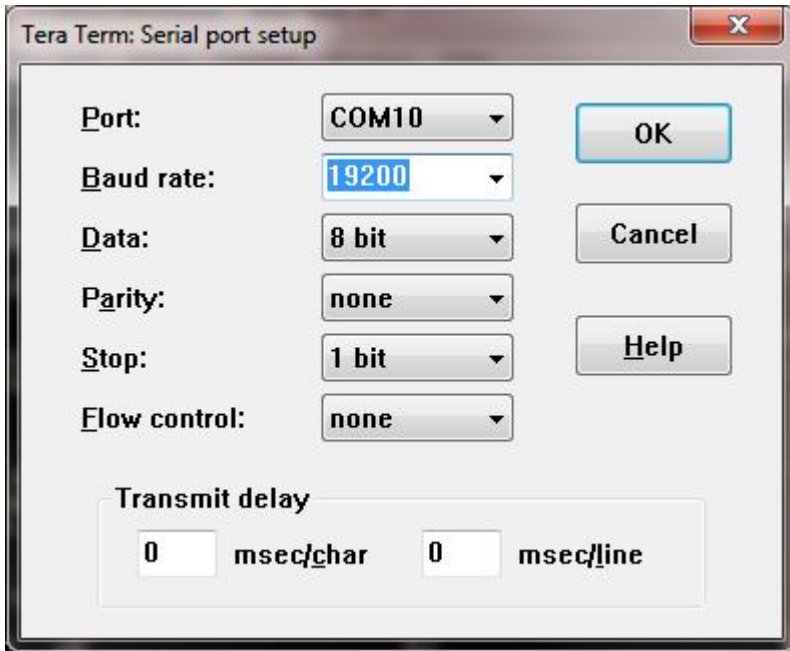 Tera Term: Serial port setup
Port: COM10 OK
Baud rate: 19200
Data: 8 bit Cancel
Parity: none
Stop: 1 bit Help
Flow control: none
Transmit delay
0 msec/char 0 msec/line